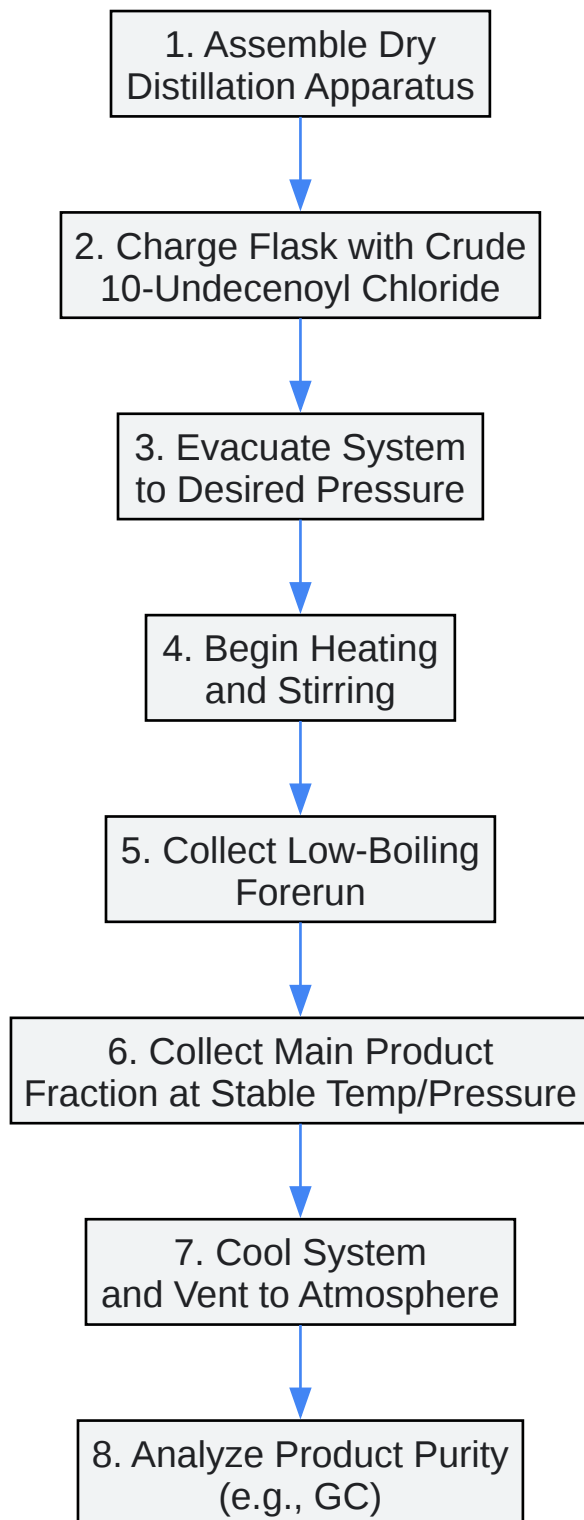 1. Assemble Dry
Distillation Apparatus
2. Charge Flask with Crude
10-Undecenoyl Chloride
3. Evacuate System
to Desired Pressure
4. Begin Heating
and Stirring
5. Collect Low-Boiling
Forerun
6. Collect Main Product
Fraction at Stable Temp/Pressure
7. Cool System
and Vent to Atmosphere
8. Analyze Product Purity
(e.g., GC)